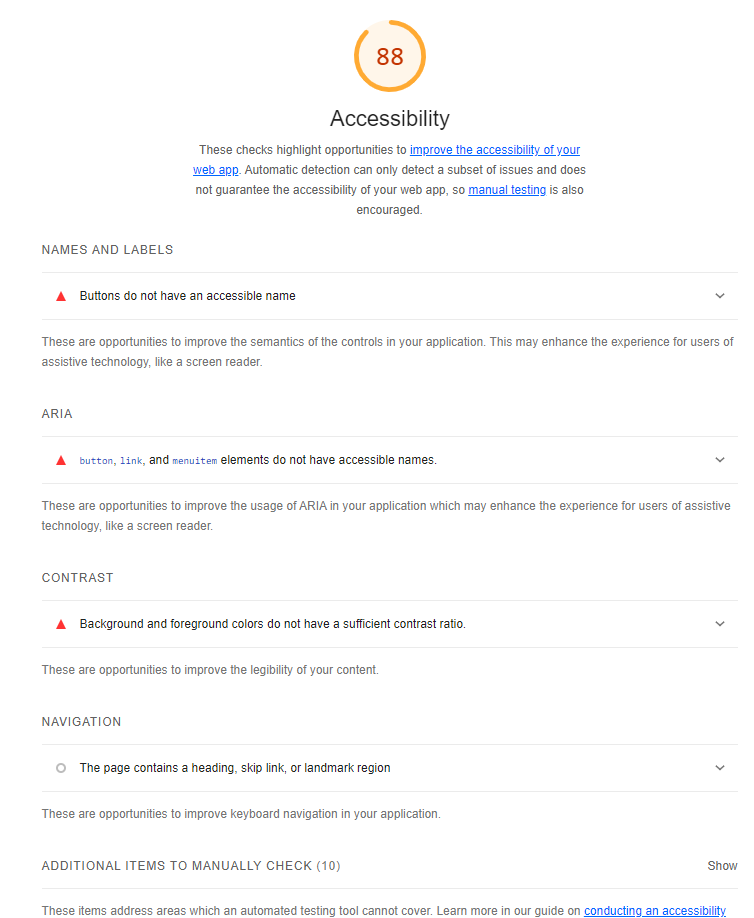 88
Accessibility
These checks highlight opportunities to improve the accessibility of your
web app. Automatic detection can only detect a subset of issues and does
not guarantee the accessibility of your web app, so manual testing is also
encouraged.
NAMES AND LABELS
Buttons do not have an accessible name
These are opportunities to improve the semantics of the controls in your application. This may enhance the experience for users of
assistive technology, like a screen reader.
ARIA
button, link, and menuitem elements do not have accessible names.
These are opportunities to improve the usage of ARIA in your application which may enhance the experience for users of assistive
technology, like a screen reader.
CONTRAST
Background and foreground colors do not have a sufficient contrast ratio.
These are opportunities to improve the legibility of your content.
NAVIGATION
The page contains a heading, skip link, or landmark region
These are opportunities to improve keyboard navigation in your application.
ADDITIONAL ITEMS TO MANUALLY CHECK (10) Show
These items address areas which an automated testing tool cannot cover. Learn more in our guide on conducting an accessibility